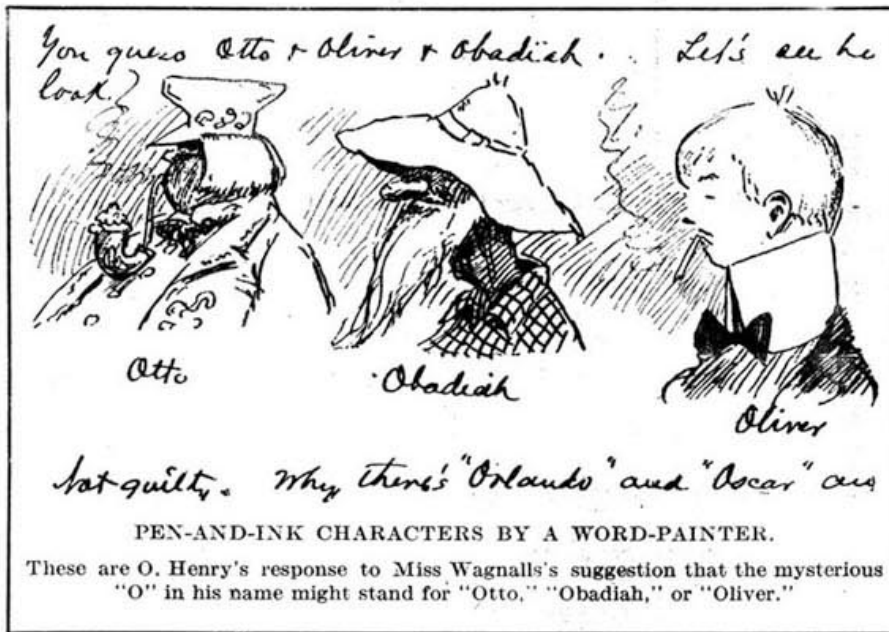 You guess Otto & Oliver & Obadiah. Let's see he
look?
Otto
Obadiah
Oliver
Not guilty. Why, there's "Orlando" and "Oscar" an
PEN-AND-INK CHARACTERS BY A WORD-PAINTER.
These are O. Henry's response to Miss Wagnalls's suggestion that the mysterious
"O" in his name might stand for "Otto," "Obadiah," or "Oliver."